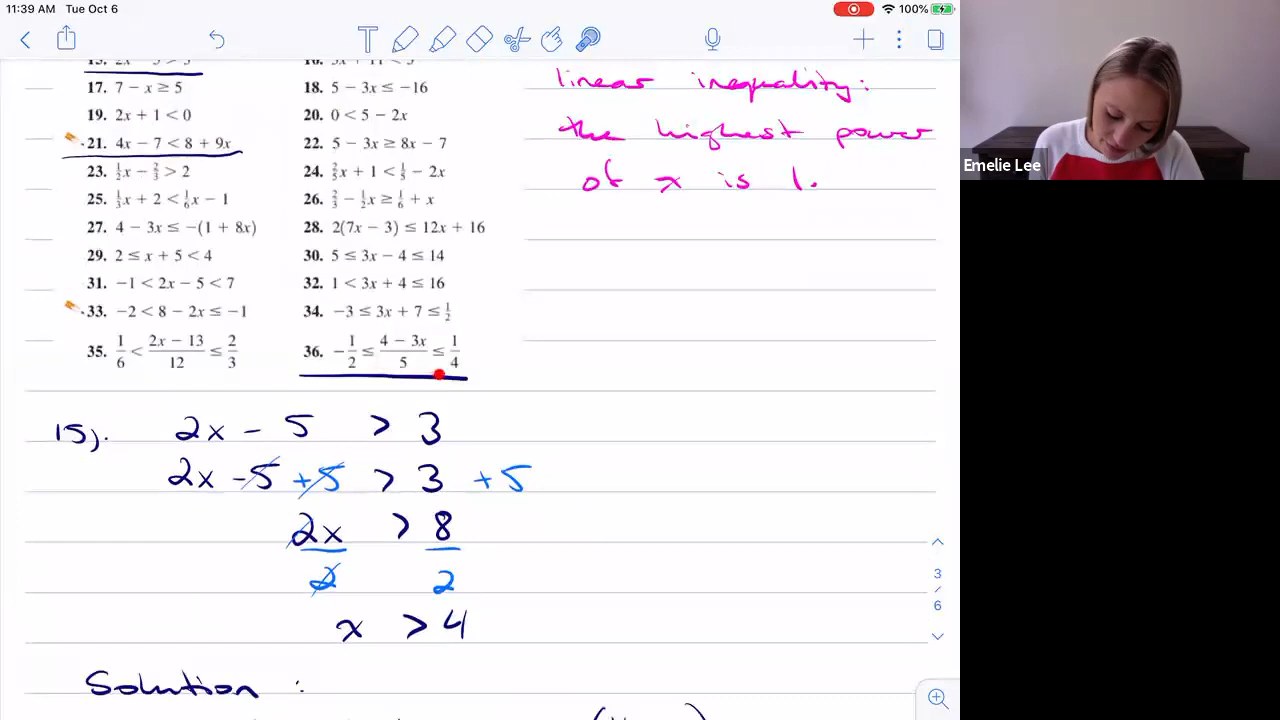 11:39 AM Tue Oct 6
100%
17. 7 − x ≥ 5
18. 5 − 3x ≤ −16
19. 2x + 1 < 0
20. 0 < 5 − 2x
21. 4x − 7 < 8 + 9x
22. 5 − 3x ≥ 8x − 7
23. 1/2x − 2/3 > 2
24. 2/5x + 1 < 1/5 − 2x
25. 1/3x + 2 < 1/6x − 1
26. 2/3 − 1/2x ≥ 1/6 + x
27. 4 − 3x ≤ −(1 + 8x)
28. 2(7x − 3) ≤ 12x + 16
29. 2 ≤ x + 5 < 4
30. 5 ≤ 3x − 4 ≤ 14
31. −1 < 2x − 5 < 7
32. 1 < 3x + 4 ≤ 16
33. −2 < 8 − 2x ≤ −1
34. −3 ≤ 3x + 7 ≤ 1/2
35. 1/6 < (2x − 13)/12 ≤ 2/3
36. −1/2 ≤ (4 − 3x)/5 ≤ 1/4
linear inequality:
the highest power
of x is 1.
Emelie Lee
15). 2x − 5 > 3
2x − 5 + 5 > 3 + 5
2x > 8
2 2
x > 4
Solution :
3 / 6